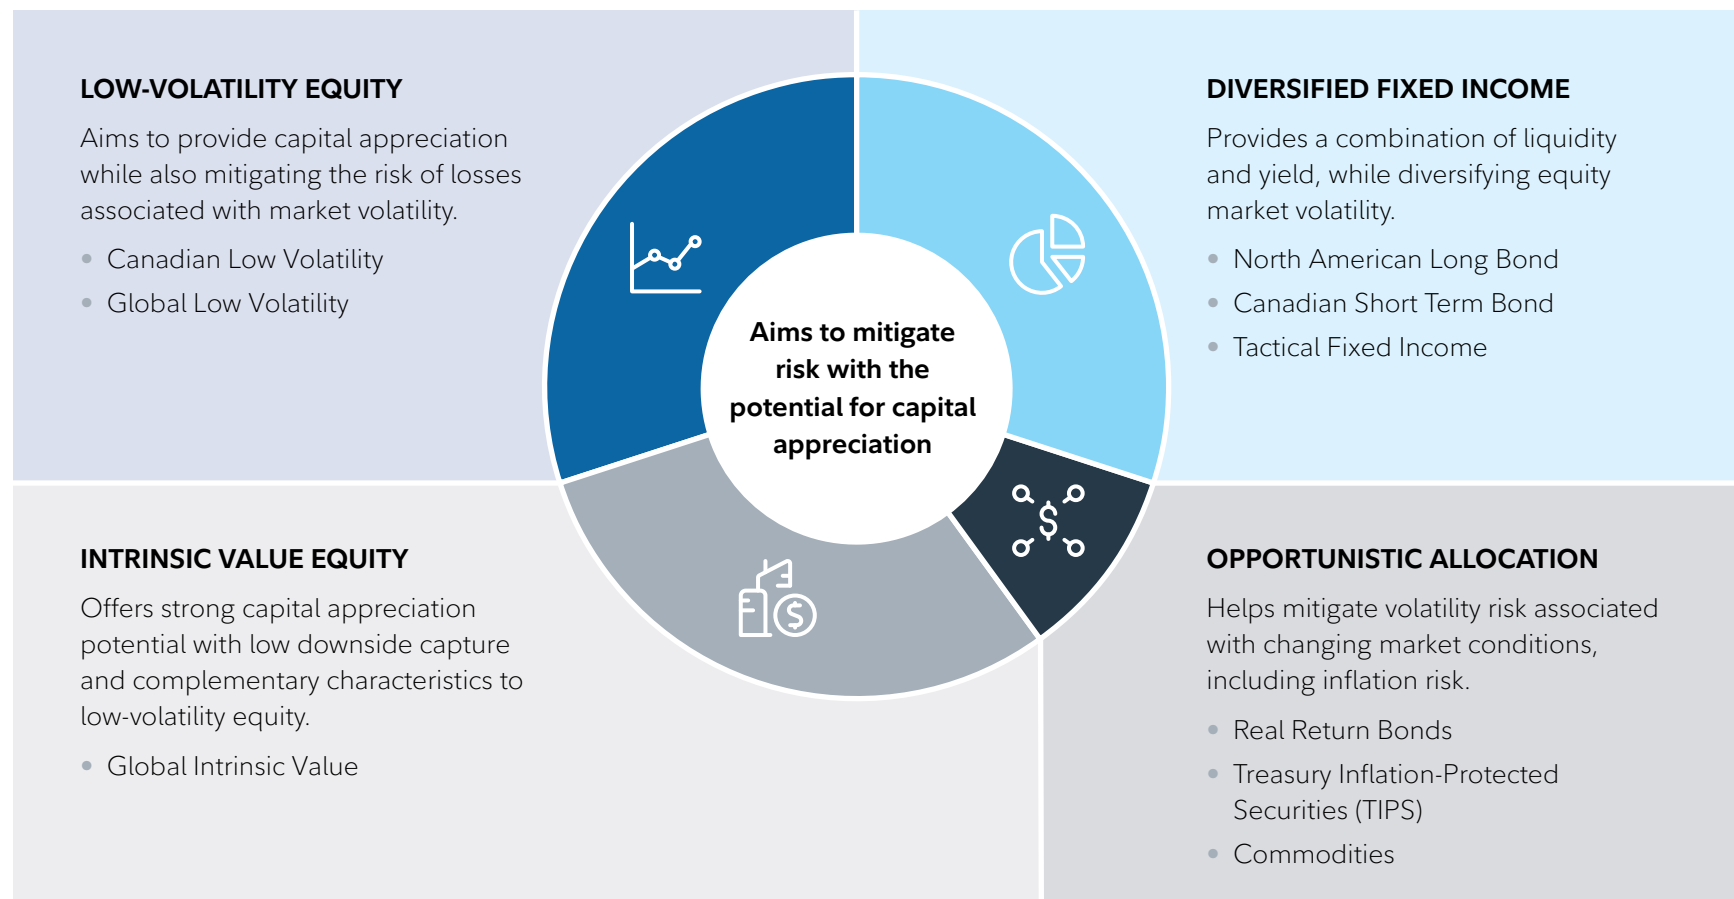 LOW-VOLATILITY EQUITY
Aims to provide capital appreciation
while also mitigating the risk of losses
associated with market volatility.
• Canadian Low Volatility
• Global Low Volatility
DIVERSIFIED FIXED INCOME
Provides a combination of liquidity
and yield, while diversifying equity
market volatility.
• North American Long Bond
• Canadian Short Term Bond
• Tactical Fixed Income
Aims to mitigate
risk with the
potential for capital
appreciation
$
$
INTRINSIC VALUE EQUITY
Offers strong capital appreciation
potential with low downside capture
and complementary characteristics to
low-volatility equity.
• Global Intrinsic Value
OPPORTUNISTIC ALLOCATION
Helps mitigate volatility risk associated
with changing market conditions,
including inflation risk.
• Real Return Bonds
• Treasury Inflation-Protected
Securities (TIPS)
• Commodities